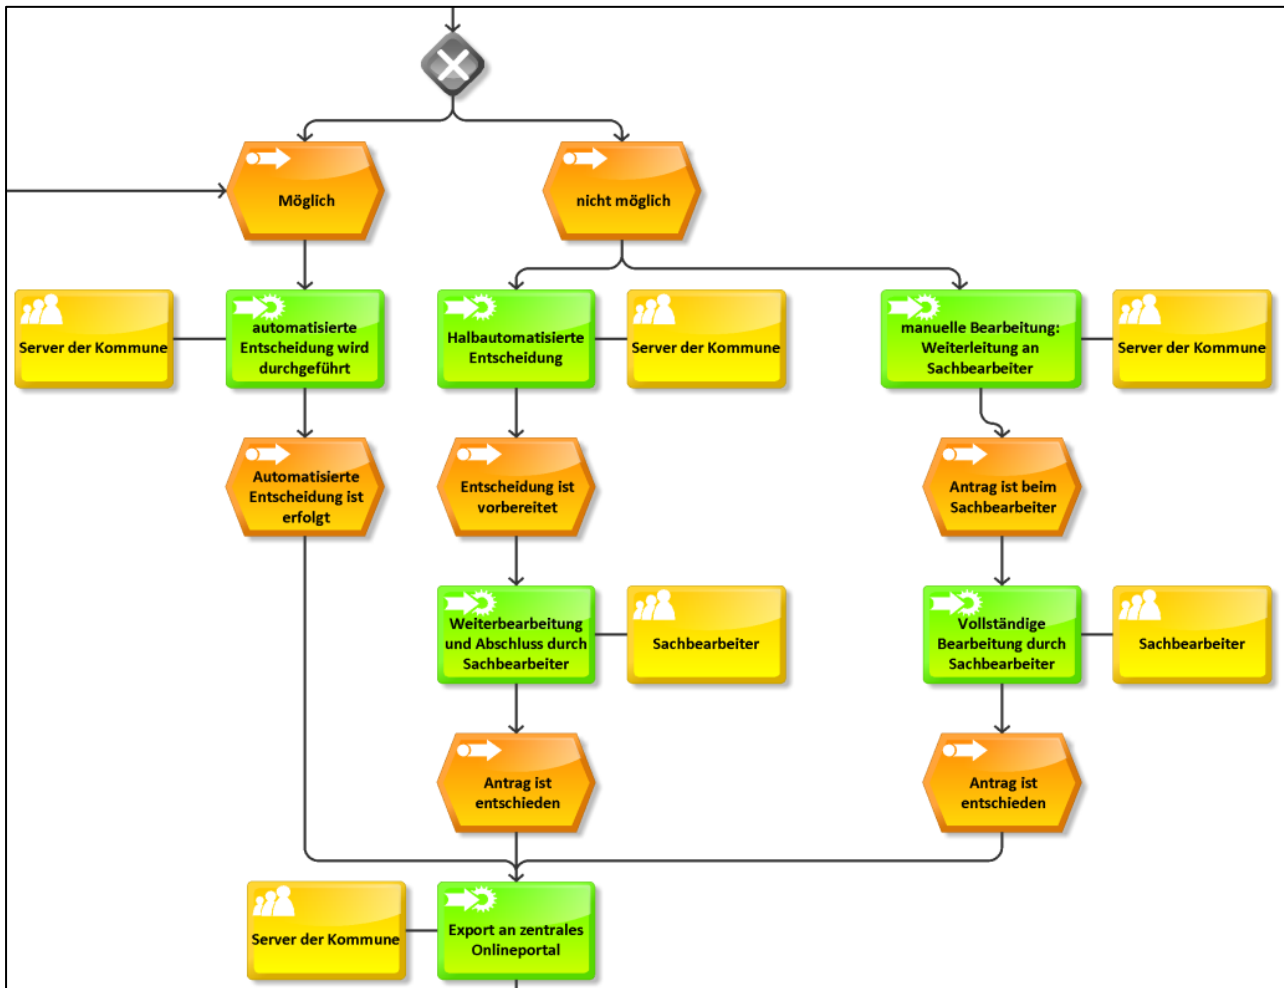 Möglich
nicht möglich
Server der Kommune
automatisierte
Entscheidung wird
durchgeführt
Halbautomatisierte
Entscheidung
Server der Kommune
manuelle Bearbeitung:
Weiterleitung an
Sachbearbeiter
Server der Kommune
Automatisierte
Entscheidung ist
erfolgt
Entscheidung ist
vorbereitet
Antrag ist beim
Sachbearbeiter
Weiterbearbeitung
und Abschluss durch
Sachbearbeiter
Sachbearbeiter
Vollständige
Bearbeitung durch
Sachbearbeiter
Sachbearbeiter
Antrag ist
entschieden
Antrag ist
entschieden
Server der Kommune
Export an zentrales
Onlineportal